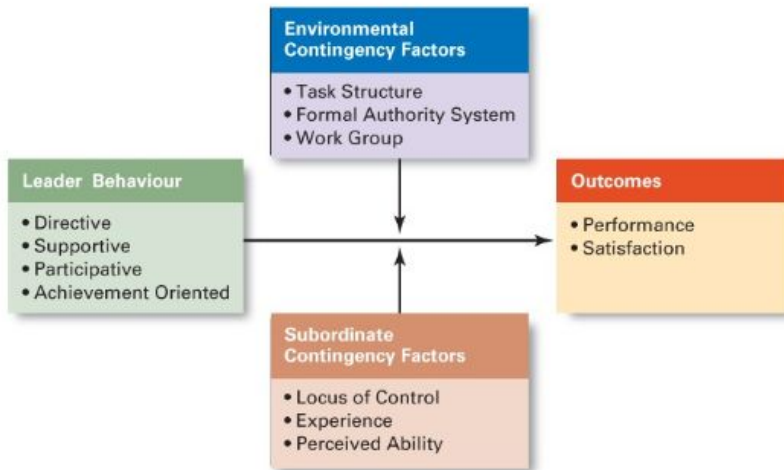 Environmental
Contingency Factors
• Task Structure
• Formal Authority System
• Work Group
Leader Behaviour
• Directive
• Supportive
• Participative
• Achievement Oriented
Outcomes
• Performance
• Satisfaction
Subordinate
Contingency Factors
• Locus of Control
• Experience
• Perceived Ability